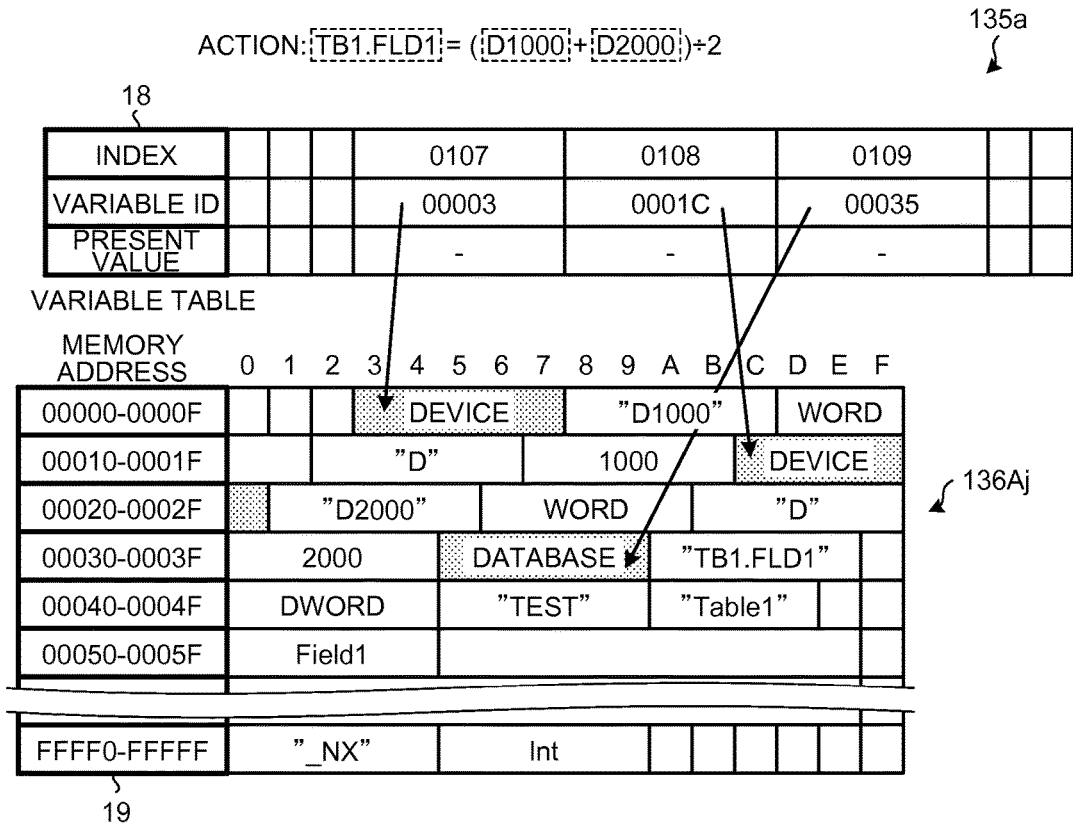 135a
ACTION: TB1.FLD1 = (D1000 + D2000)÷2
18
INDEX 0107 0108 0109
VARIABLE ID 00003 0001C 00035
PRESENT VALUE - - -
VARIABLE TABLE
MEMORY ADDRESS 0 1 2 3 4 5 6 7 8 9 A B C D E F
00000-0000F DEVICE ”D1000” WORD
00010-0001F ”D” 1000 DEVICE
136Aj
00020-0002F ”D2000” WORD ”D”
00030-0003F 2000 DATABASE ”TB1.FLD1”
00040-0004F DWORD ”TEST” ”Table1”
00050-0005F Field1
FFFF0-FFFFF ”_NX” Int
19